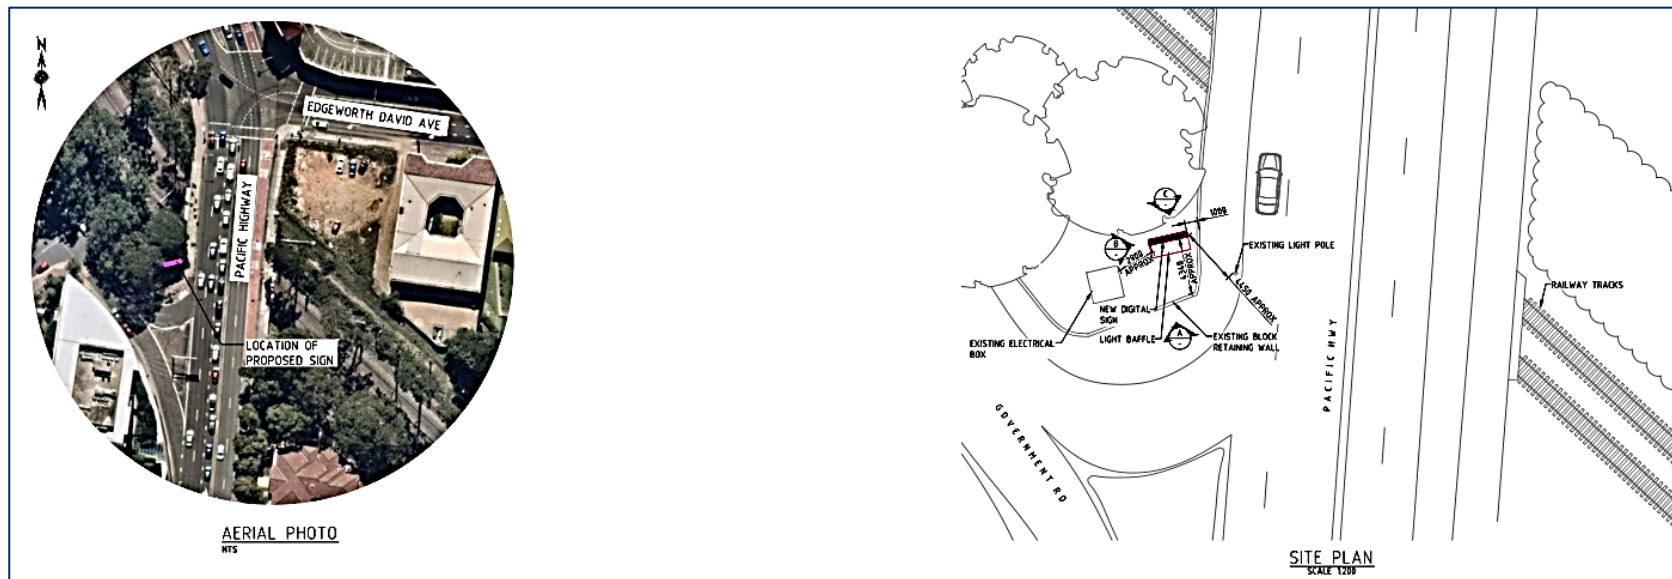 N
EDGEWORTH DAVID AVE
PACIFIC HIGHWAY
LOCATION OF
PROPOSED SIGN
AERIAL PHOTO
NTS
C
1000
B
2900
APPROX
APPROX
EXISTING LIGHT POLE
4450 APPROX
RAILWAY TRACKS
NEW DIGITAL
SIGN
EXISTING ELECTRICAL
BOX
LIGHT BAFFLE
A
EXISTING BLOCK
RETAINING WALL
PACIFIC HWY
GOVERNMENT RD
SITE PLAN
SCALE 1:200